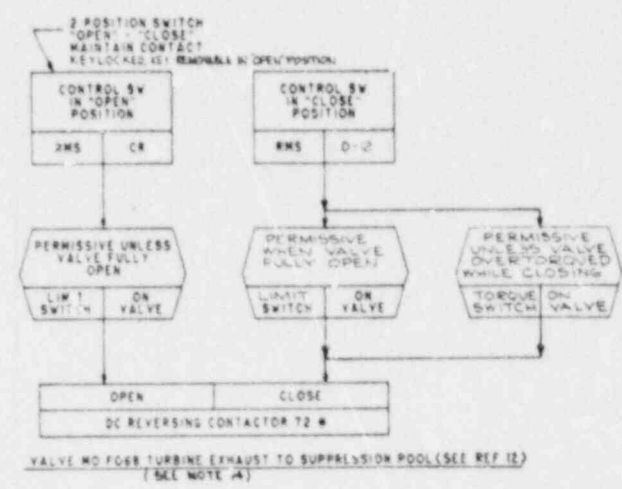 2 POSITION SWITCH
"OPEN" - "CLOSE"
MAINTAIN CONTACT
KEYLOCKED, KEY REMOVABLE IN "OPEN" POSITION
CONTROL SW
IN "OPEN"
POSITION
RMS CR
CONTROL SW
IN "CLOSE"
POSITION
RMS D-12
PERMISSIVE UNLESS
VALVE FULLY
OPEN
LIMIT
SWITCH
ON
VALVE
PERMISSIVE
WHEN VALVE
FULLY OPEN
LIMIT
SWITCH
ON
VALVE
PERMISSIVE
UNLESS VALVE
OVERTORQUED
WHILE CLOSING
TORQUE
SWITCH
ON
VALVE
OPEN CLOSE
DC REVERSING CONTACTOR 72 *
VALVE MO F068 TURBINE EXHAUST TO SUPPRESSION POOL (SEE REF 12)
(SEE NOTE 14)